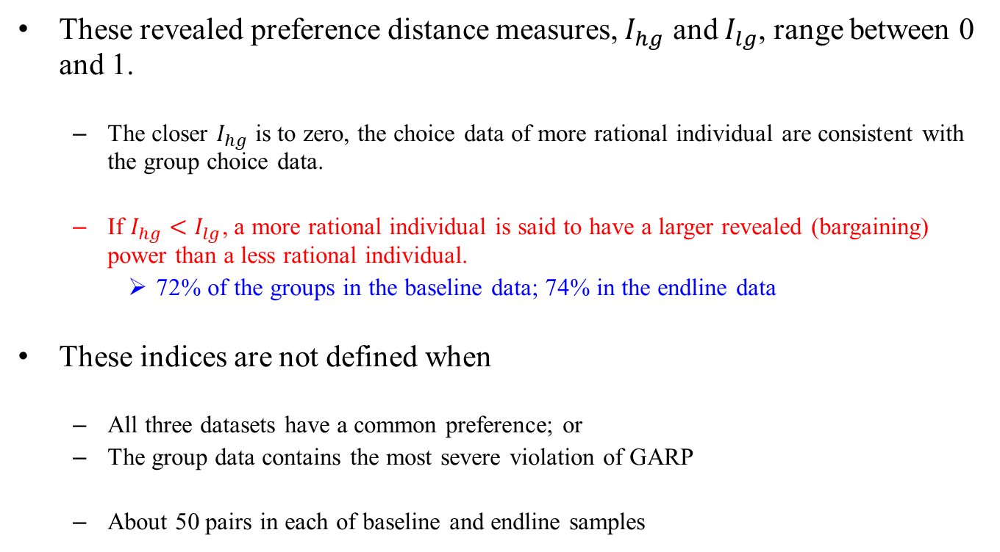 • These revealed preference distance measures, I_hg and I_lg, range between 0
and 1.
– The closer I_hg is to zero, the choice data of more rational individual are consistent with
the group choice data.
– If I_hg < I_lg, a more rational individual is said to have a larger revealed (bargaining)
power than a less rational individual.
➢ 72% of the groups in the baseline data; 74% in the endline data
• These indices are not defined when
– All three datasets have a common preference; or
– The group data contains the most severe violation of GARP
– About 50 pairs in each of baseline and endline samples